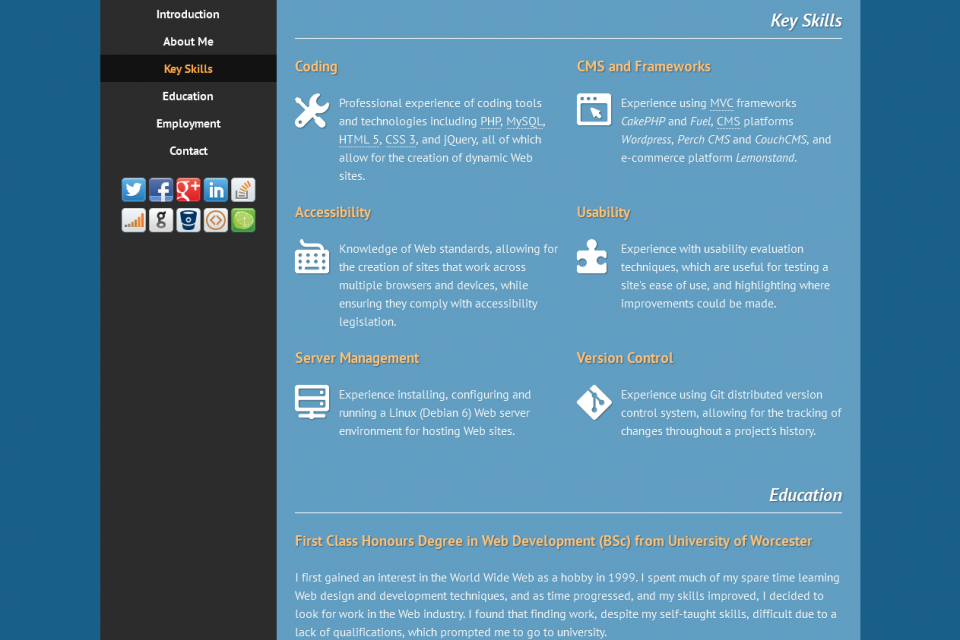 Introduction
About Me
Key Skills
Education
Employment
Contact
Key Skills
Coding
Professional experience of coding tools
and technologies including PHP, MySQL,
HTML 5, CSS 3, and jQuery, all of which
allow for the creation of dynamic Web
sites.
CMS and Frameworks
Experience using MVC frameworks
CakePHP and Fuel, CMS platforms
Wordpress, Perch CMS and CouchCMS, and
e-commerce platform Lemonstand.
Accessibility
Knowledge of Web standards, allowing for
the creation of sites that work across
multiple browsers and devices, while
ensuring they comply with accessibility
legislation.
Usability
Experience with usability evaluation
techniques, which are useful for testing a
site's ease of use, and highlighting where
improvements could be made.
Server Management
Experience installing, configuring and
running a Linux (Debian 6) Web server
environment for hosting Web sites.
Version Control
Experience using Git distributed version
control system, allowing for the tracking of
changes throughout a project's history.
Education
First Class Honours Degree in Web Development (BSc) from University of Worcester
I first gained an interest in the World Wide Web as a hobby in 1999. I spent much of my spare time learning
Web design and development techniques, and as time progressed, and my skills improved, I decided to
look for work in the Web industry. I found that finding work, despite my self-taught skills, difficult due to a
lack of qualifications, which prompted me to go to university.